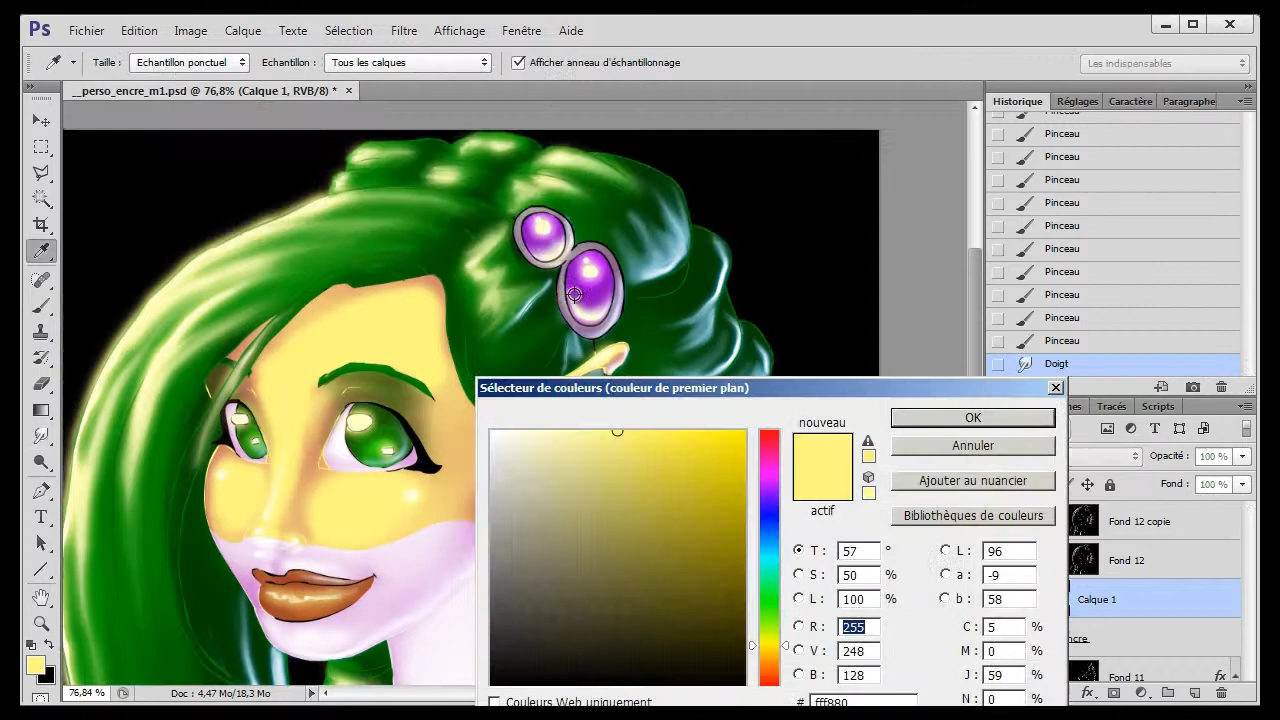 Ps Fichier Edition Image Calque Texte Sélection Filtre Affichage Fenêtre Aide
Taille : Echantillon ponctuel Echantillon : Tous les calques Afficher anneau d'échantillonnage Les indispensables
__perso_encre_m1.psd @ 76,8% (Calque 1, RVB/8) * ×
Historique Réglages Caractère Paragraphe
Pinceau
Pinceau
Pinceau
Pinceau
Pinceau
Pinceau
Pinceau
Pinceau
Pinceau
Pinceau
Pinceau
Doigt
Sélecteur de couleurs (couleur de premier plan)
nouveau
actif
OK
Annuler
Ajouter au nuancier
Bibliothèques de couleurs
T : 57 °
S : 50 %
L : 100 %
R : 255
V : 248
B : 128
L : 96
a : -9
b : 58
C : 5 %
M : 0 %
J : 59 %
N : 0 %
# fff880
Couleurs Web uniquement
Tracés Scripts
Opacité : 100 %
Fond : 100 %
Fond 12 copie
Fond 12
Calque 1
Fond 11 fx
fx
76,84 % Doc : 4,47 Mo/18,3 Mo